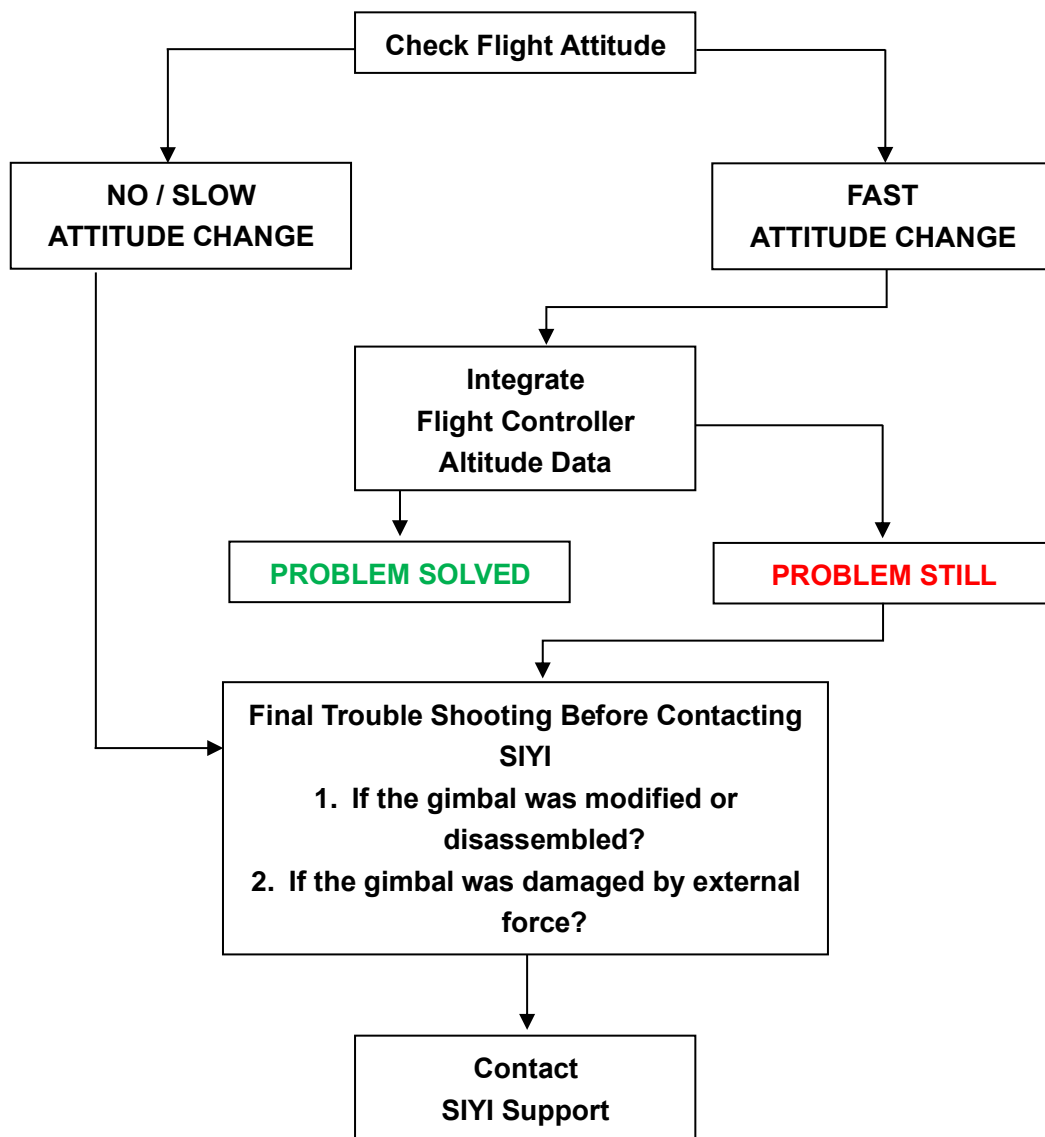 Check Flight Attitude
NO / SLOW
ATTITUDE CHANGE
FAST
ATTITUDE CHANGE
Integrate
Flight Controller
Altitude Data
PROBLEM SOLVED
PROBLEM STILL
Final Trouble Shooting Before Contacting
SIYI
1. If the gimbal was modified or
disassembled?
2. If the gimbal was damaged by external
force?
Contact
SIYI Support